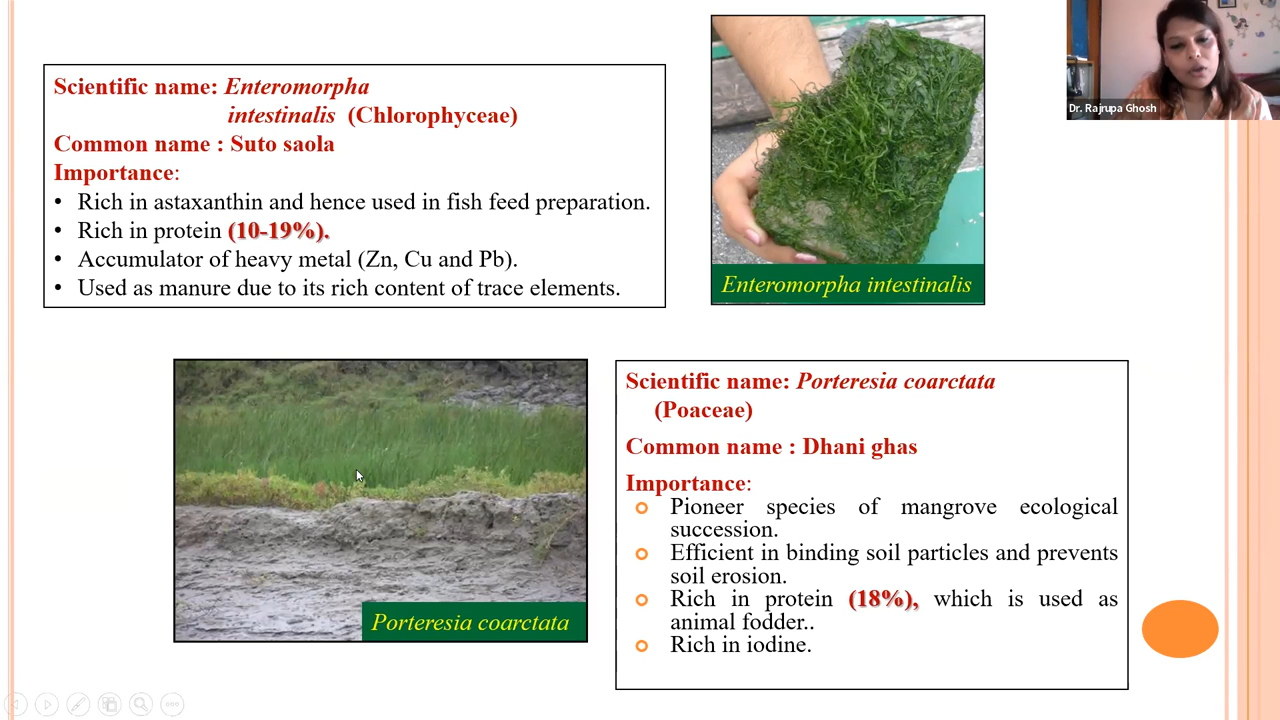 Scientific name: Enteromorpha
intestinalis (Chlorophyceae)
Common name : Suto saola
Importance:
• Rich in astaxanthin and hence used in fish feed preparation.
• Rich in protein (10-19%).
• Accumulator of heavy metal (Zn, Cu and Pb).
• Used as manure due to its rich content of trace elements.
Enteromorpha intestinalis
Dr. Rajrupa Ghosh
Porteresia coarctata
Scientific name: Porteresia coarctata
(Poaceae)
Common name : Dhani ghas
Importance:
Pioneer species of mangrove ecological
succession.
Efficient in binding soil particles and prevents
soil erosion.
Rich in protein (18%), which is used as
animal fodder..
Rich in iodine.